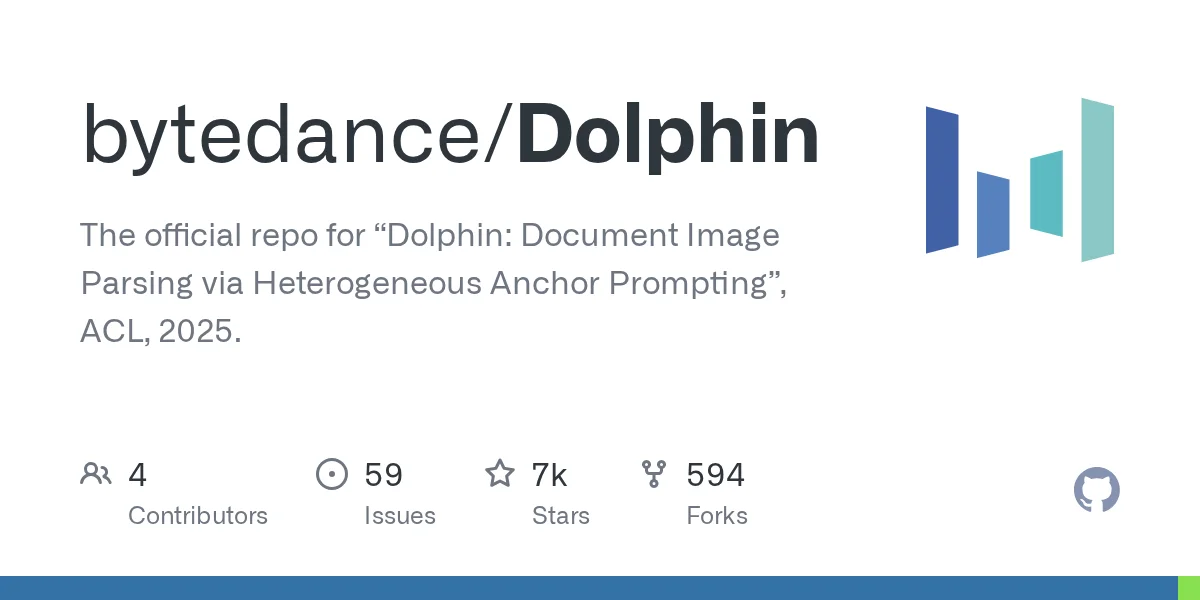 bytedance/Dolphin
The official repo for “Dolphin: Document Image
Parsing via Heterogeneous Anchor Prompting”,
ACL, 2025.
4 59 7k 594
Contributors Issues Stars Forks